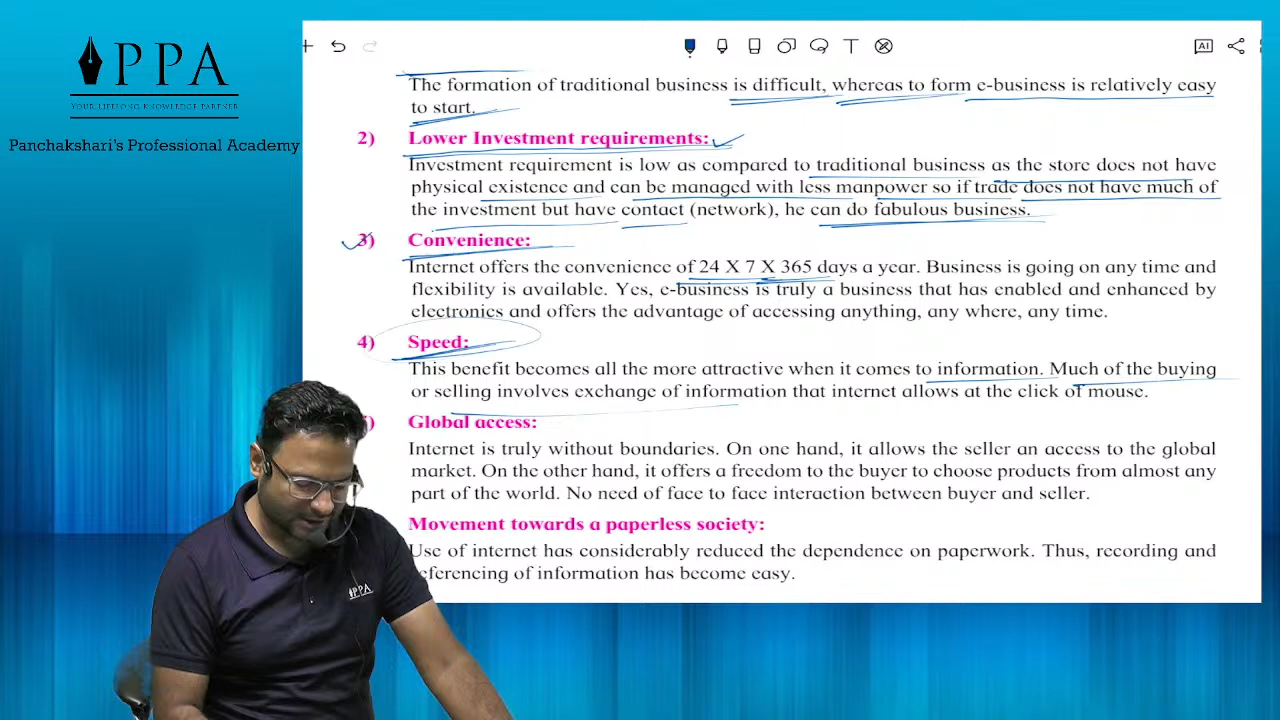 PPA
YOUR LIFELONG KNOWLEDGE PARTNER
Panchakshari's Professional Academy
T
AI
The formation of traditional business is difficult, whereas to form e-business is relatively easy
to start.
2) Lower Investment requirements:
Investment requirement is low as compared to traditional business as the store does not have
physical existence and can be managed with less manpower so if trade does not have much of
the investment but have contact (network), he can do fabulous business.
3) Convenience:
Internet offers the convenience of 24 X 7 X 365 days a year. Business is going on any time and
flexibility is available. Yes, e-business is truly a business that has enabled and enhanced by
electronics and offers the advantage of accessing anything, any where, any time.
4) Speed:
This benefit becomes all the more attractive when it comes to information. Much of the buying
or selling involves exchange of information that internet allows at the click of mouse.
) Global access:
Internet is truly without boundaries. On one hand, it allows the seller an access to the global
market. On the other hand, it offers a freedom to the buyer to choose products from almost any
part of the world. No need of face to face interaction between buyer and seller.
Movement towards a paperless society:
Use of internet has considerably reduced the dependence on paperwork. Thus, recording and
eferencing of information has become easy.
PPA